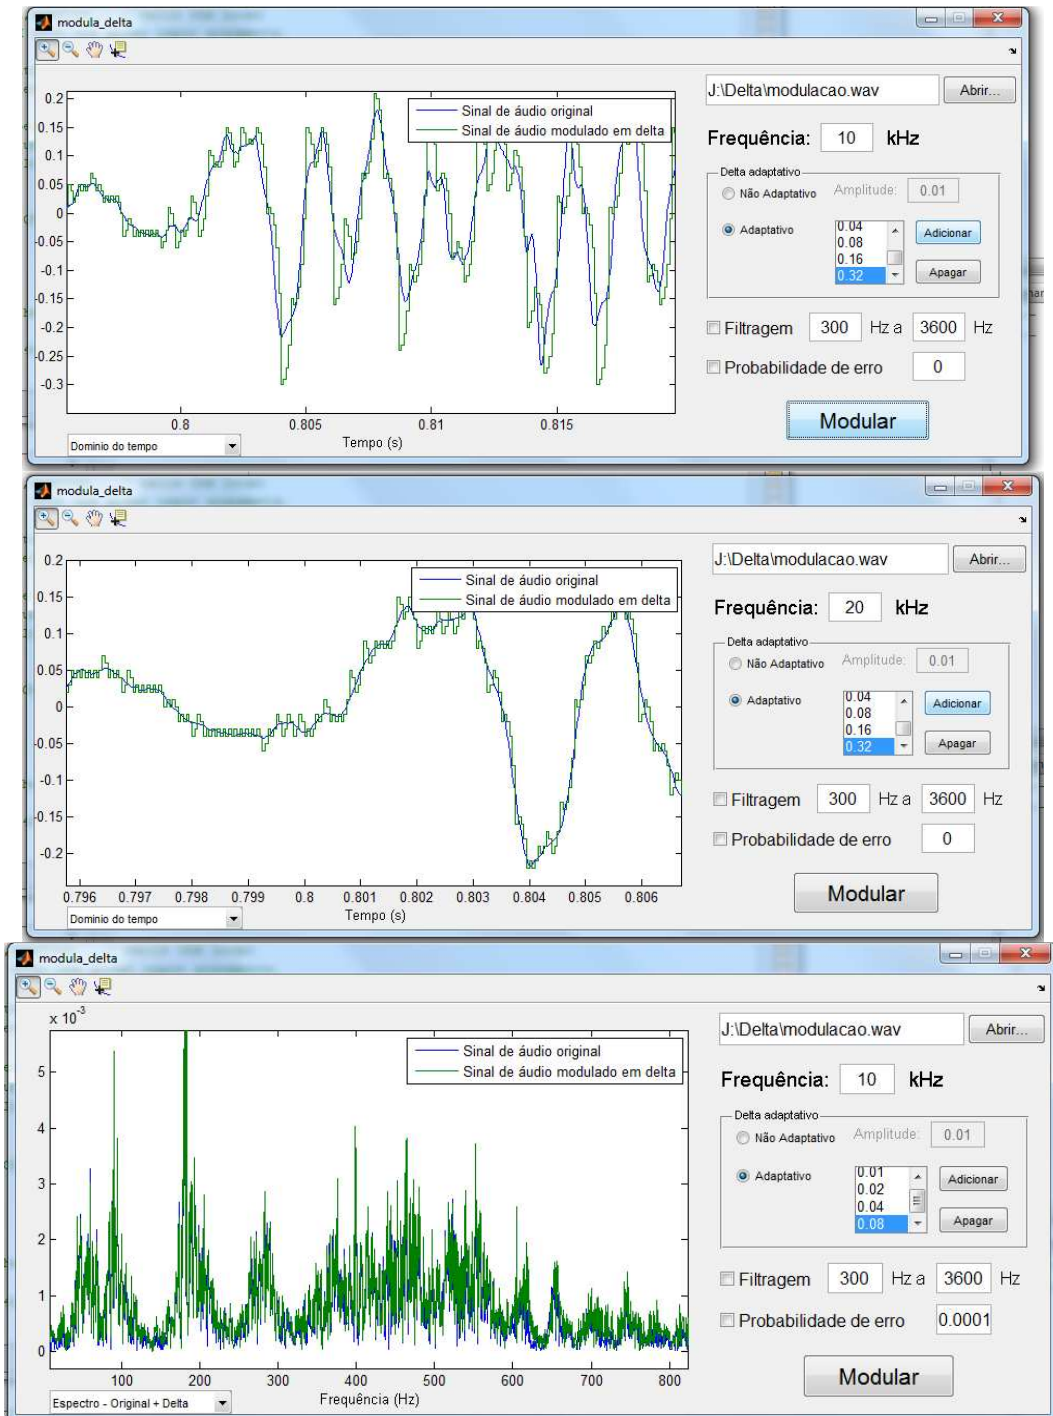 modula_delta
0.2
0.15
0.1
0.05
0
-0.05
-0.1
-0.15
-0.2
-0.25
-0.3
0.8
0.805
0.81
0.815
Tempo (s)
Sinal de áudio original
Sinal de áudio modulado em delta
Dominio do tempo
J:\Delta\modulacao.wav
Abrir...
Frequência: 10 kHz
Delta adaptativo
Não Adaptativo Amplitude: 0.01
Adaptativo
0.04
0.08
0.16
0.32
Adicionar
Apagar
Filtragem 300 Hz a 3600 Hz
Probabilidade de erro 0
Modular
modula_delta
0.2
0.15
0.1
0.05
0
-0.05
-0.1
-0.15
-0.2
0.796 0.797 0.798 0.799 0.8 0.801 0.802 0.803 0.804 0.805 0.806
Tempo (s)
Sinal de áudio original
Sinal de áudio modulado em delta
Dominio do tempo
J:\Delta\modulacao.wav
Abrir...
Frequência: 20 kHz
Delta adaptativo
Não Adaptativo Amplitude: 0.01
Adaptativo
0.04
0.08
0.16
0.32
Adicionar
Apagar
Filtragem 300 Hz a 3600 Hz
Probabilidade de erro 0
Modular
modula_delta
x 10⁻³
5
4
3
2
1
0
100 200 300 400 500 600 700 800
Frequência (Hz)
Sinal de áudio original
Sinal de áudio modulado em delta
Espectro - Original + Delta
J:\Delta\modulacao.wav
Abrir...
Frequência: 10 kHz
Delta adaptativo
Não Adaptativo Amplitude: 0.01
Adaptativo
0.01
0.02
0.04
0.08
Adicionar
Apagar
Filtragem 300 Hz a 3600 Hz
Probabilidade de erro 0.0001
Modular